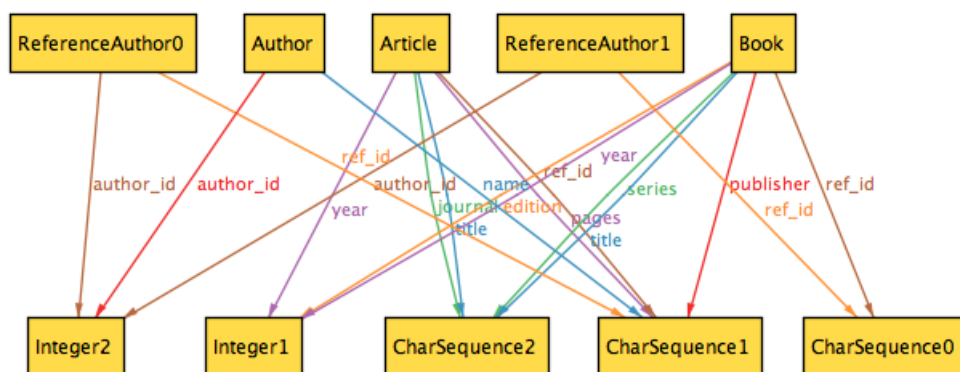 ReferenceAuthor0 Author Article ReferenceAuthor1 Book
ref_id year
author_id author_id author_id name ref_id series publisher ref_id
year journal edition pages ref_id
title title
Integer2 Integer1 CharSequence2 CharSequence1 CharSequence0